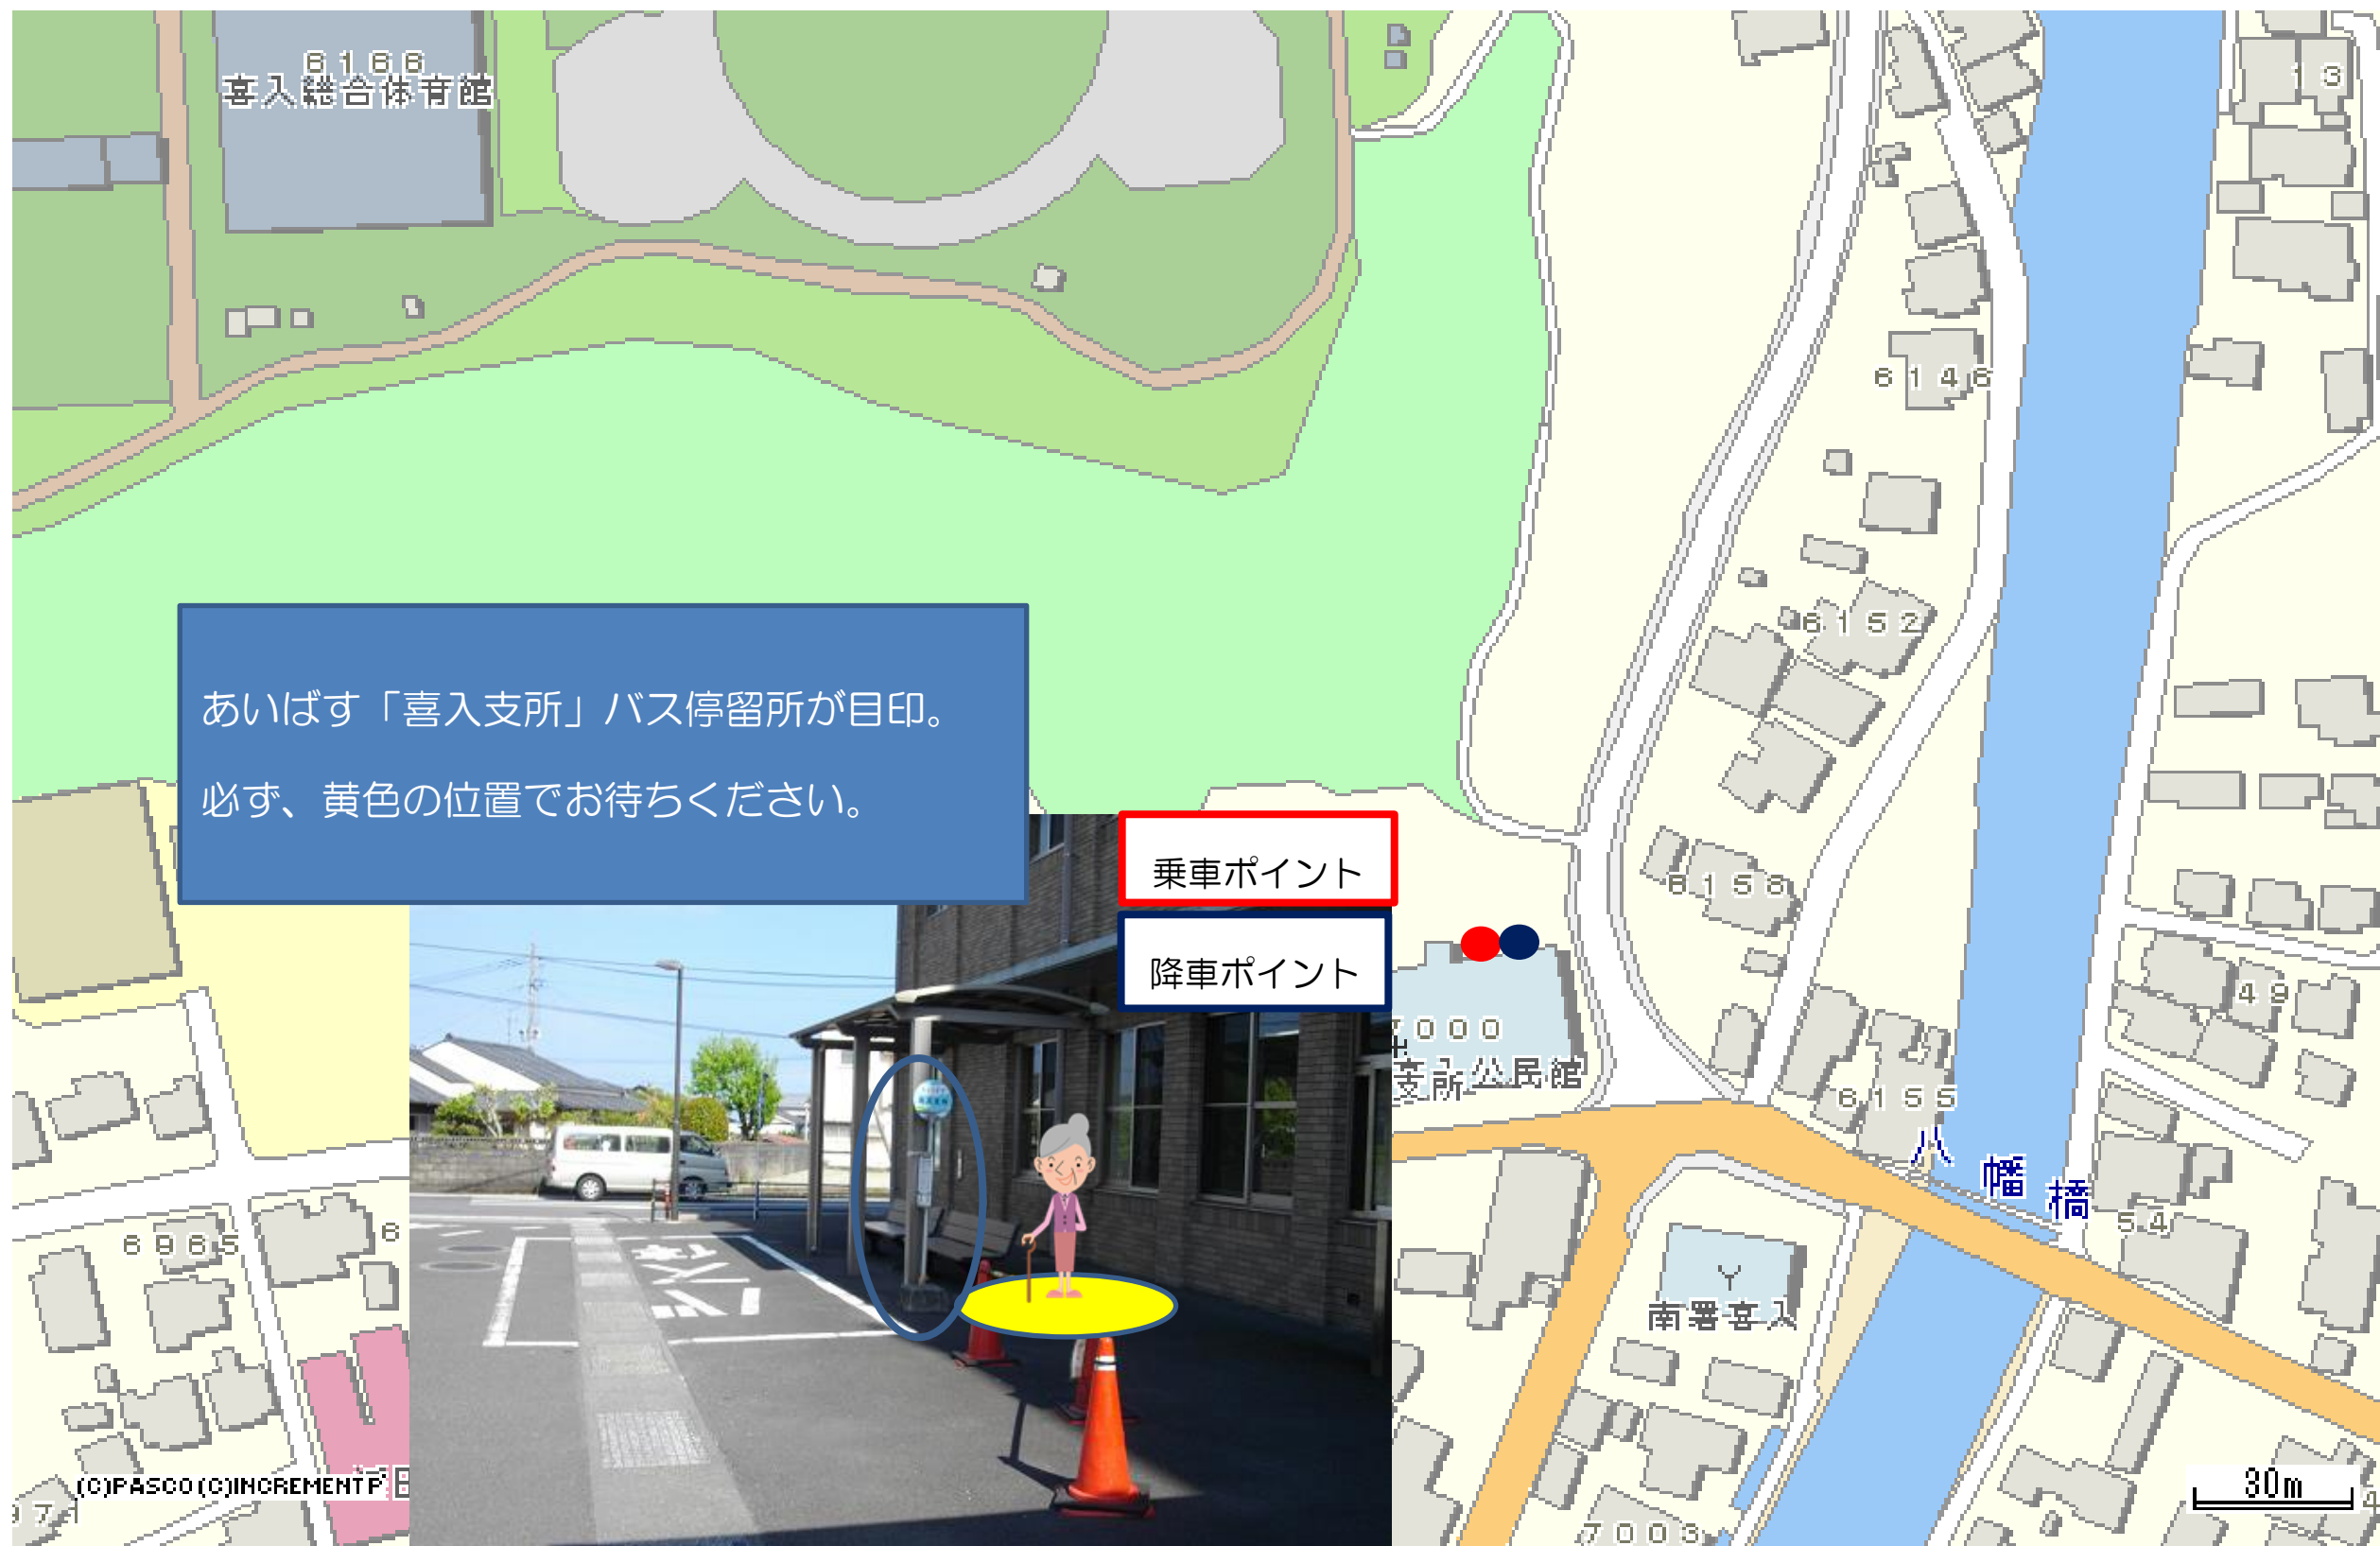 6166
喜入総合体育館
13
6146
6152
あいばす「喜入支所」バス停留所が目印。
必ず、黄色の位置でお待ちください。
乗車ポイント
6158
降車ポイント
49
000
支所
公民館
6155
八幡橋
54
6965
6
南署喜入
(C)PASCO(C)INCREMENTP
30m
7003